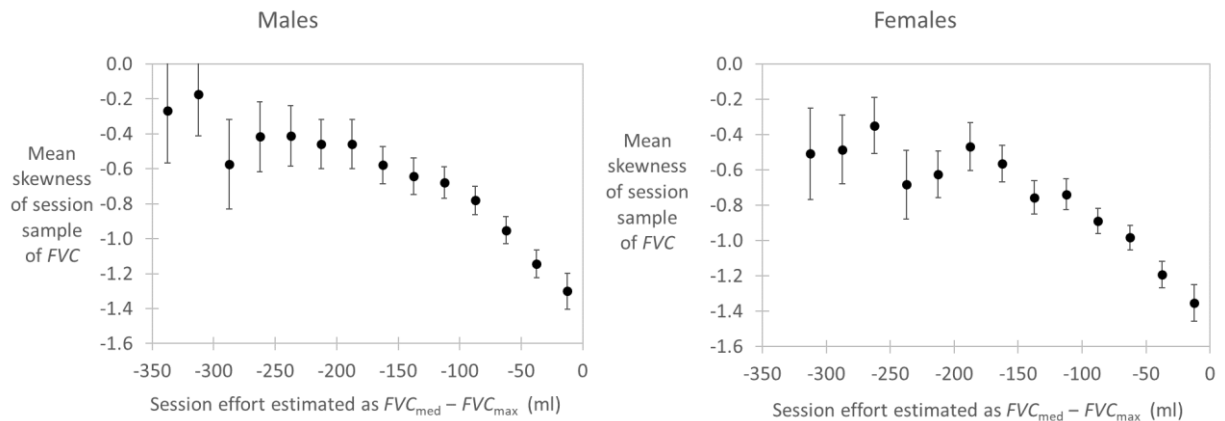 Males
0.0
-0.2
-0.4
-0.6
-0.8
-1.0
-1.2
-1.4
-1.6
Mean
skewness
of session
sample
of FVC
-350 -300 -250 -200 -150 -100 -50 0
Session effort estimated as FVCmed – FVCmax (ml)
Females
0.0
-0.2
-0.4
-0.6
-0.8
-1.0
-1.2
-1.4
-1.6
Mean
skewness
of session
sample
of FVC
-350 -300 -250 -200 -150 -100 -50 0
Session effort estimated as FVCmed – FVCmax (ml)